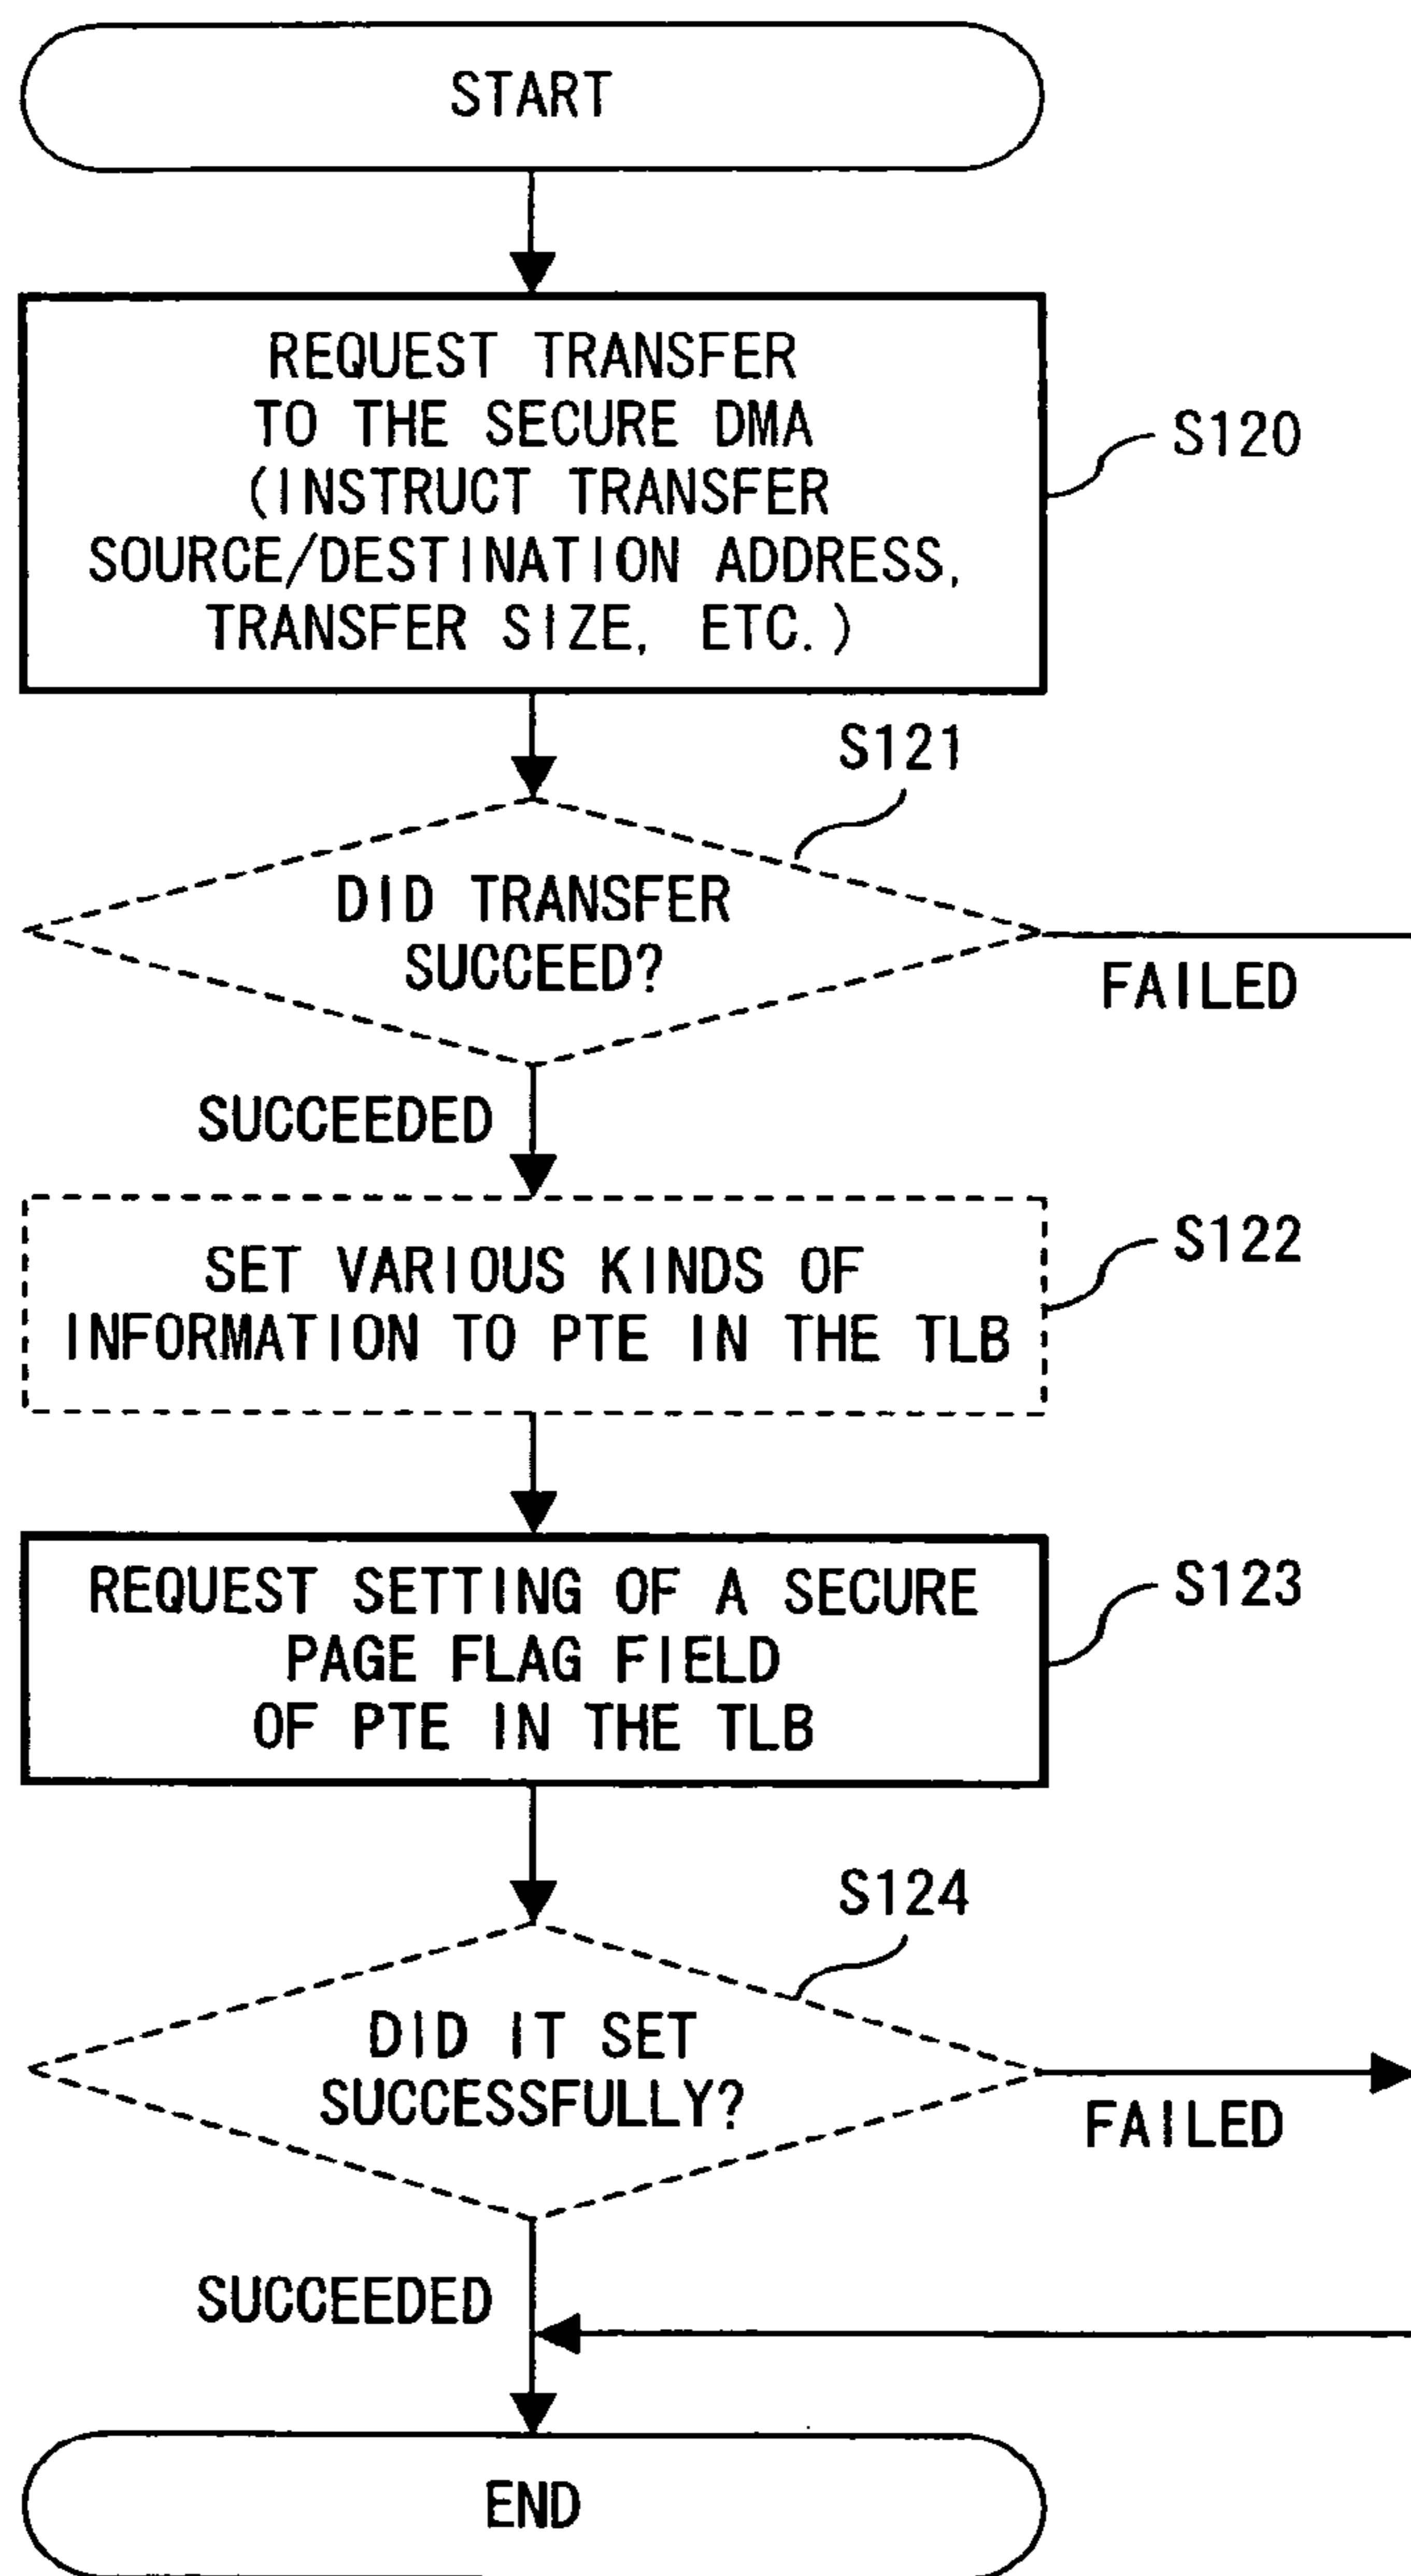 START
REQUEST TRANSFER
TO THE SECURE DMA
(INSTRUCT TRANSFER
SOURCE/DESTINATION ADDRESS,
TRANSFER SIZE, ETC.)
S120
S121
DID TRANSFER
SUCCEED?
FAILED
SUCCEEDED
SET VARIOUS KINDS OF
INFORMATION TO PTE IN THE TLB
S122
REQUEST SETTING OF A SECURE
PAGE FLAG FIELD
OF PTE IN THE TLB
S123
S124
DID IT SET
SUCCESSFULLY?
FAILED
SUCCEEDED
END